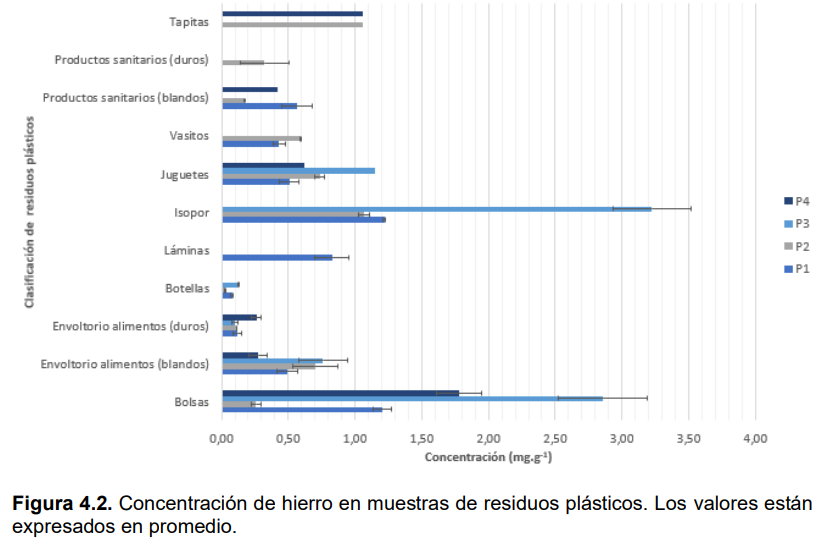 Tapitas
Productos sanitarios (duros)
Productos sanitarios (blandos)
Vasitos
Juguetes
Isopor
Láminas
Botellas
Envoltorio alimentos (duros)
Envoltorio alimentos (blandos)
Bolsas
Clasificación de residuos plásticos
0,00 0,50 1,00 1,50 2,00 2,50 3,00 3,50 4,00
Concentración (mg.g⁻¹)
P4
P3
P2
P1
Figura 4.2. Concentración de hierro en muestras de residuos plásticos. Los valores están
expresados en promedio.